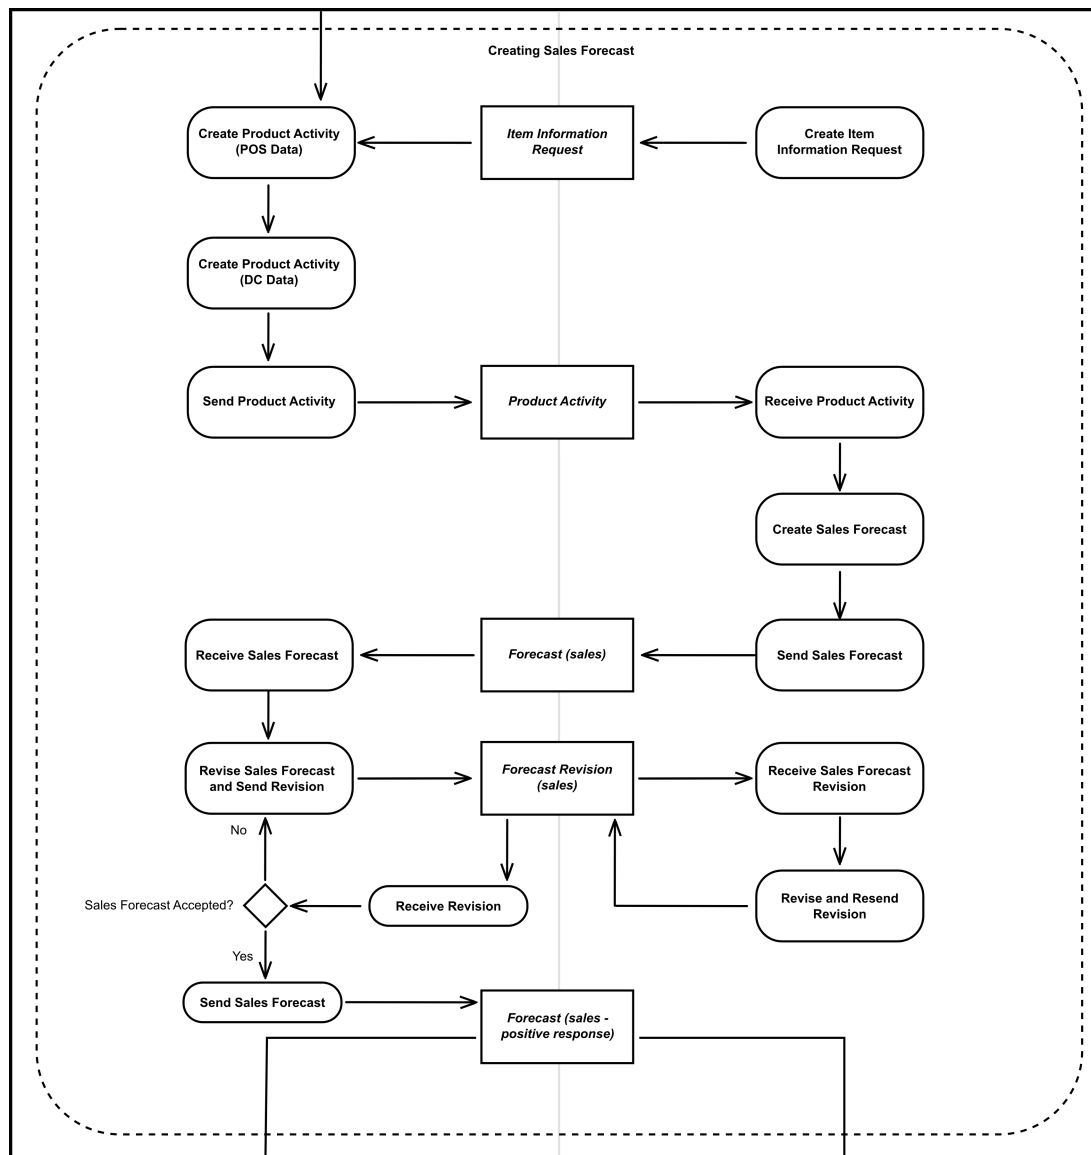 Creating Sales Forecast
Create Product Activity
(POS Data)
Item Information
Request
Create Item
Information Request
Create Product Activity
(DC Data)
Send Product Activity
Product Activity
Receive Product Activity
Create Sales Forecast
Receive Sales Forecast
Forecast (sales)
Send Sales Forecast
Revise Sales Forecast
and Send Revision
Forecast Revision
(sales)
Receive Sales Forecast
Revision
No
Sales Forecast Accepted?
Receive Revision
Revise and Resend
Revision
Yes
Send Sales Forecast
Forecast (sales -
positive response)